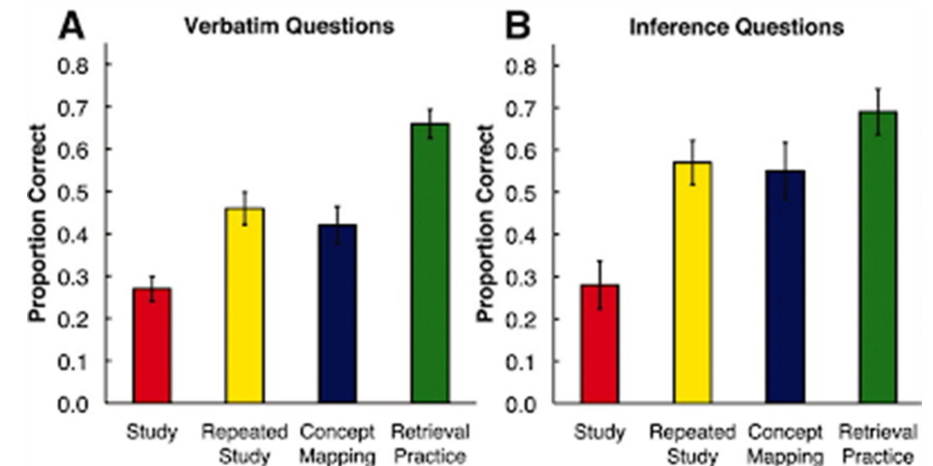 A
Verbatim Questions
Proportion Correct
0.8
0.7
0.6
0.5
0.4
0.3
0.2
0.1
0.0
Study
Repeated
Study
Concept
Mapping
Retrieval
Practice
B
Inference Questions
Proportion Correct
0.8
0.7
0.6
0.5
0.4
0.3
0.2
0.1
0.0
Study
Repeated
Study
Concept
Mapping
Retrieval
Practice